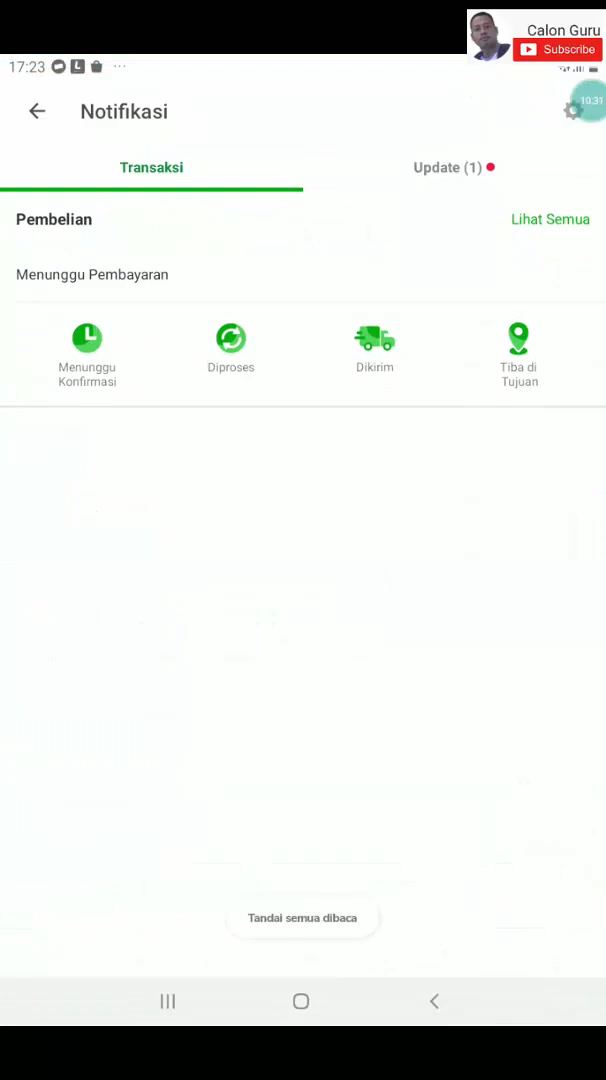 Calon Guru
Subscribe
17:23
10:31
Notifikasi
Transaksi
Update (1)
Pembelian
Lihat Semua
Menunggu Pembayaran
Menunggu
Konfirmasi
Diproses
Dikirim
Tiba di
Tujuan
Tandai semua dibaca